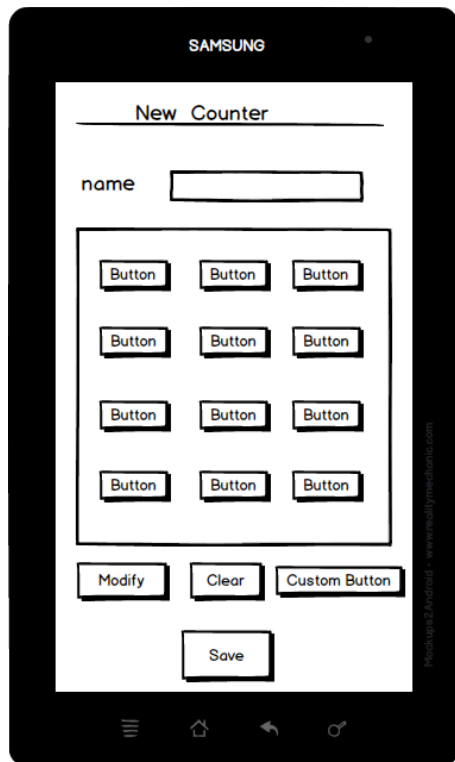 SAMSUNG
New Counter
name
Button Button Button
Button Button Button
Button Button Button
Button Button Button
Modify Clear Custom Button
Save
Mockups2Android - www.realitymechanic.com